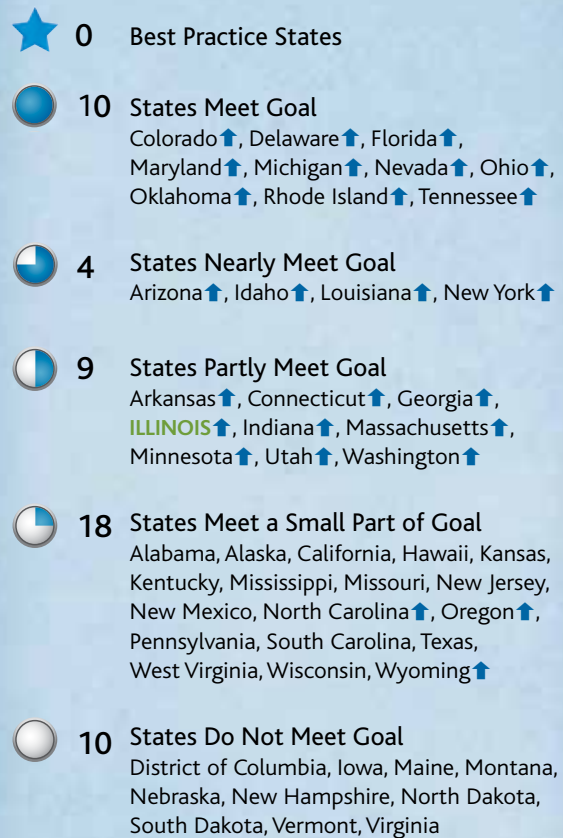 0 Best Practice States
10 States Meet Goal
Colorado⬆, Delaware⬆, Florida⬆,
Maryland⬆, Michigan⬆, Nevada⬆, Ohio⬆,
Oklahoma⬆, Rhode Island⬆, Tennessee⬆
4 States Nearly Meet Goal
Arizona⬆, Idaho⬆, Louisiana⬆, New York⬆
9 States Partly Meet Goal
Arkansas⬆, Connecticut⬆, Georgia⬆,
ILLINOIS⬆, Indiana⬆, Massachusetts⬆,
Minnesota⬆, Utah⬆, Washington⬆
18 States Meet a Small Part of Goal
Alabama, Alaska, California, Hawaii, Kansas,
Kentucky, Mississippi, Missouri, New Jersey,
New Mexico, North Carolina⬆, Oregon⬆,
Pennsylvania, South Carolina, Texas,
West Virginia, Wisconsin, Wyoming⬆
10 States Do Not Meet Goal
District of Columbia, Iowa, Maine, Montana,
Nebraska, New Hampshire, North Dakota,
South Dakota, Vermont, Virginia